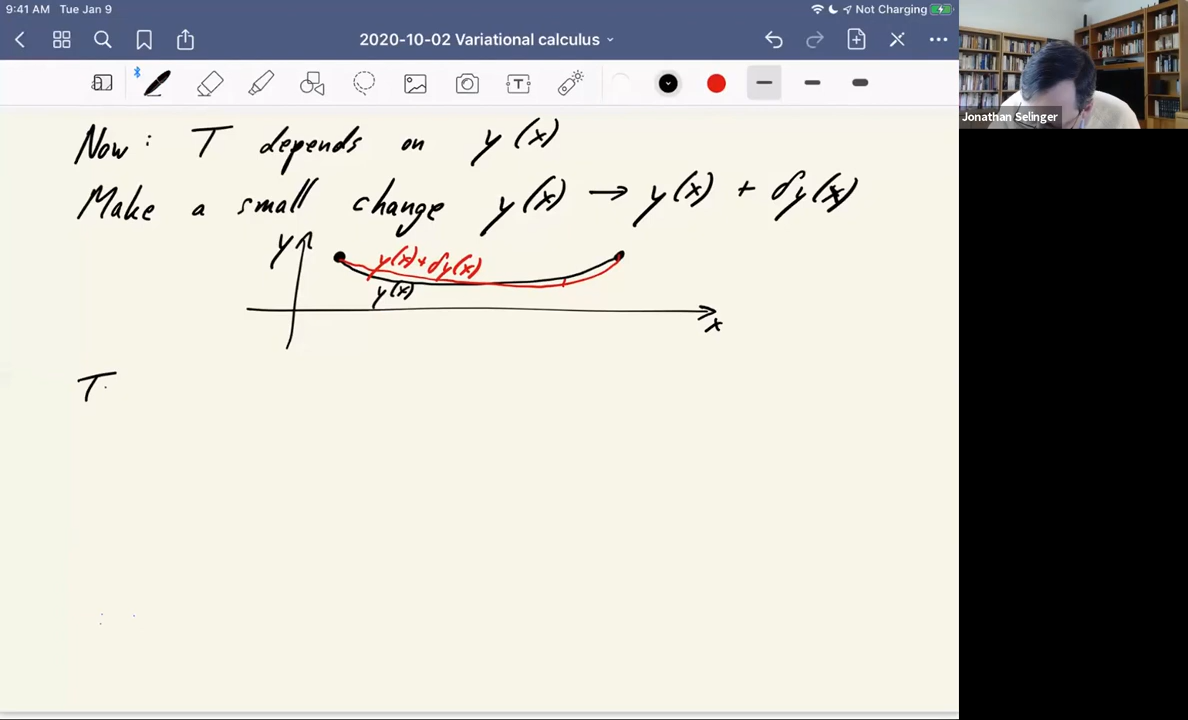 9:41 AM Tue Jan 9
Not Charging
2020-10-02 Variational calculus
T
Jonathan Selinger
Now: T depends on y(x)
Make a small change y(x) → y(x) + δy(x)
y
y(x)+δy(x)
y(x)
x
T